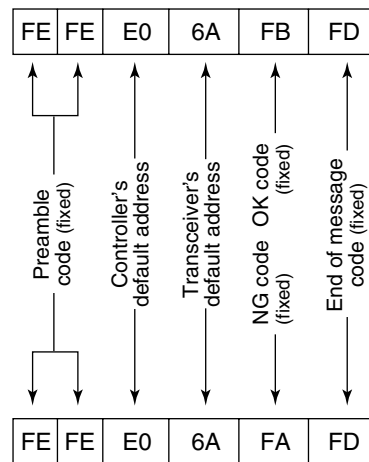 FE FE E0 6A FB FD
Preamble
code (fixed)
Controller's
default address
Transceiver's
default address
OK code
(fixed)
NG code
(fixed)
End of message
code (fixed)
FE FE E0 6A FA FD